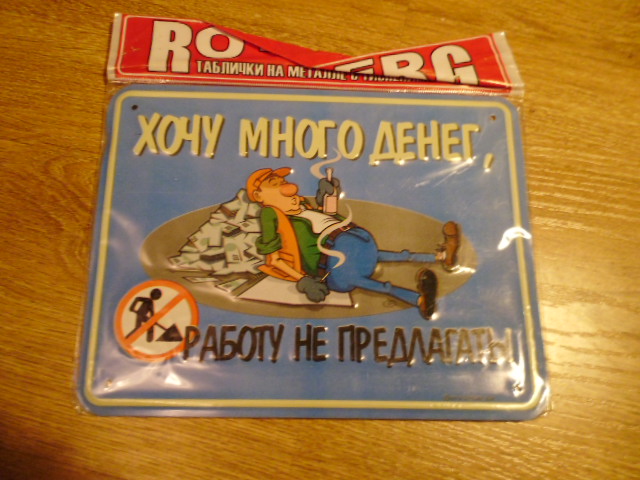 ТАБЛИЧКИ НА МЕТАЛЛЕ С
ХОЧУ МНОГО ДЕНЕГ,
РАБОТУ НЕ ПРЕДЛАГАТЬ!